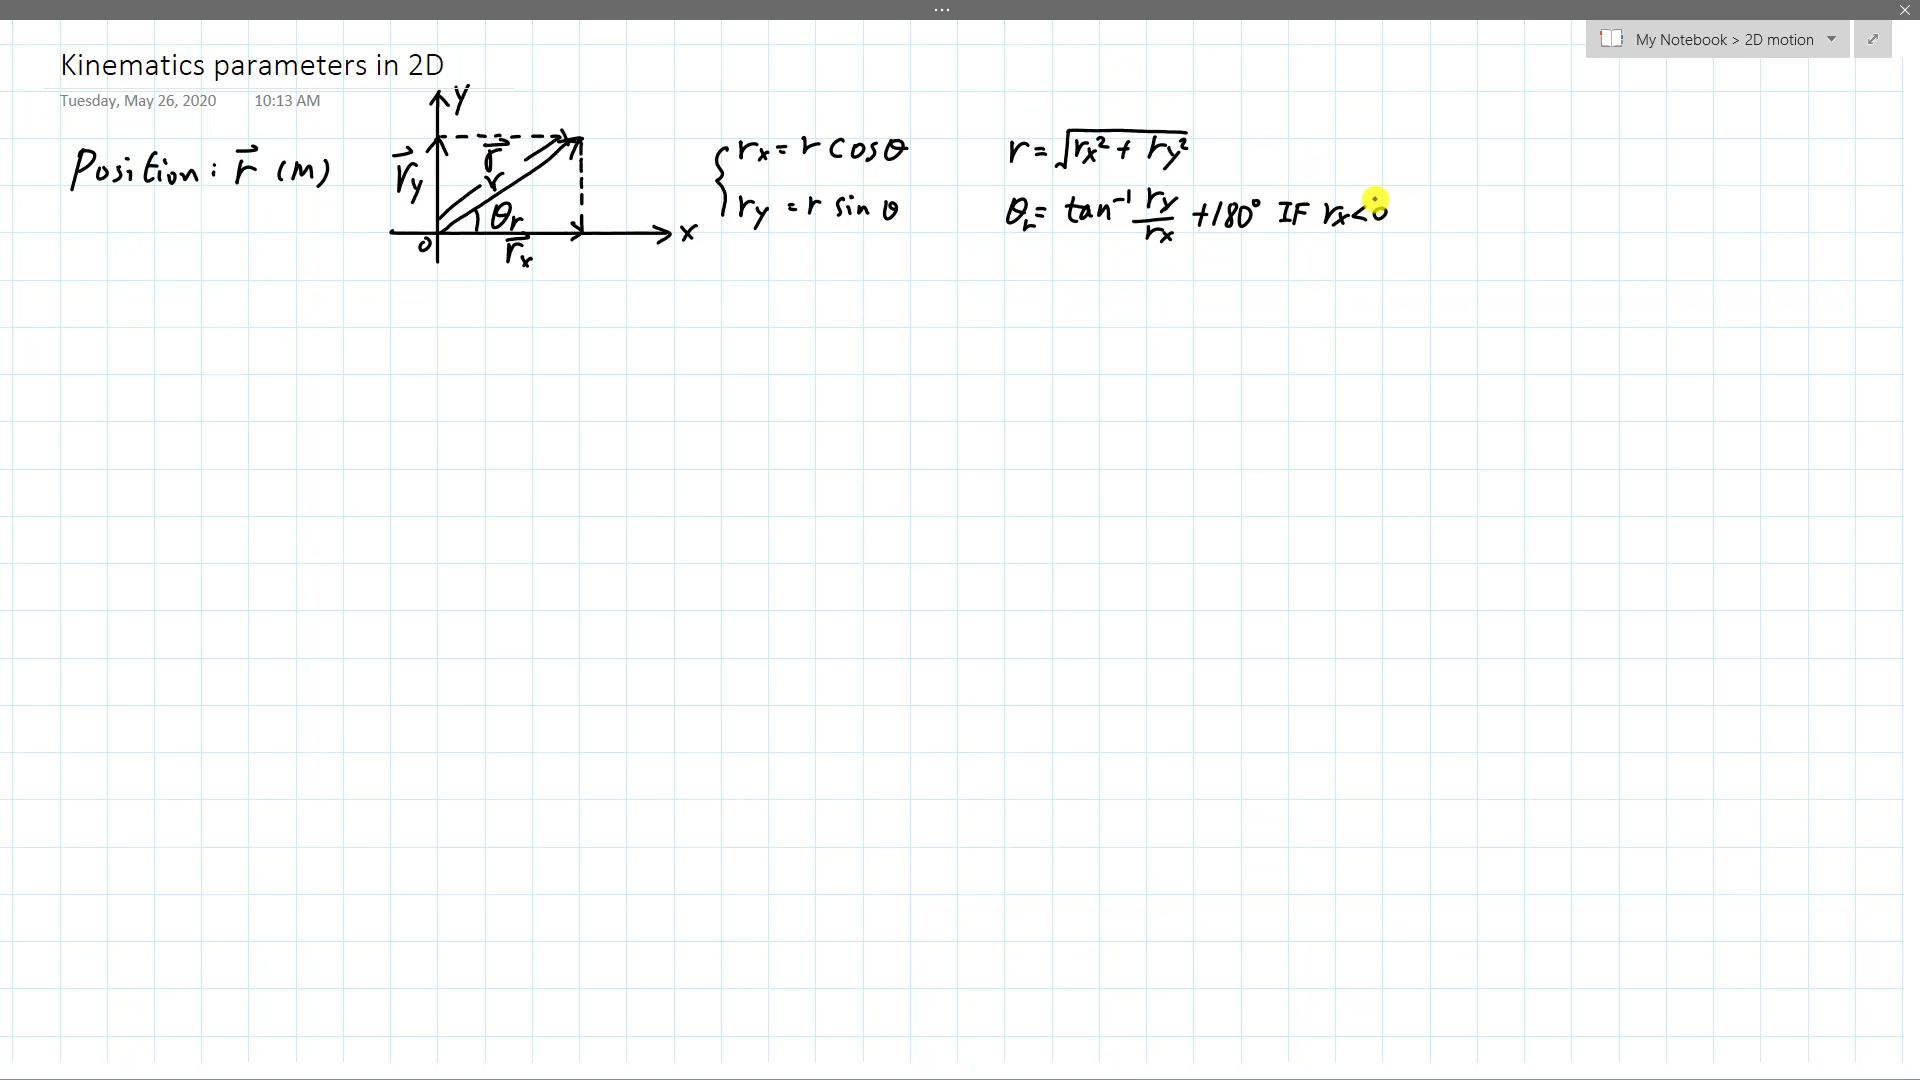 ...
My Notebook > 2D motion
Kinematics parameters in 2D
Tuesday, May 26, 2020 10:13 AM
Position: r⃗ (m)
y
r⃗y
r⃗
r
θr
0
r⃗x
x
{ rx = r cosθ
ry = r sin θ
r = √(rx² + ry²)
θr = tan⁻¹ ry/rx +180° IF rx<0